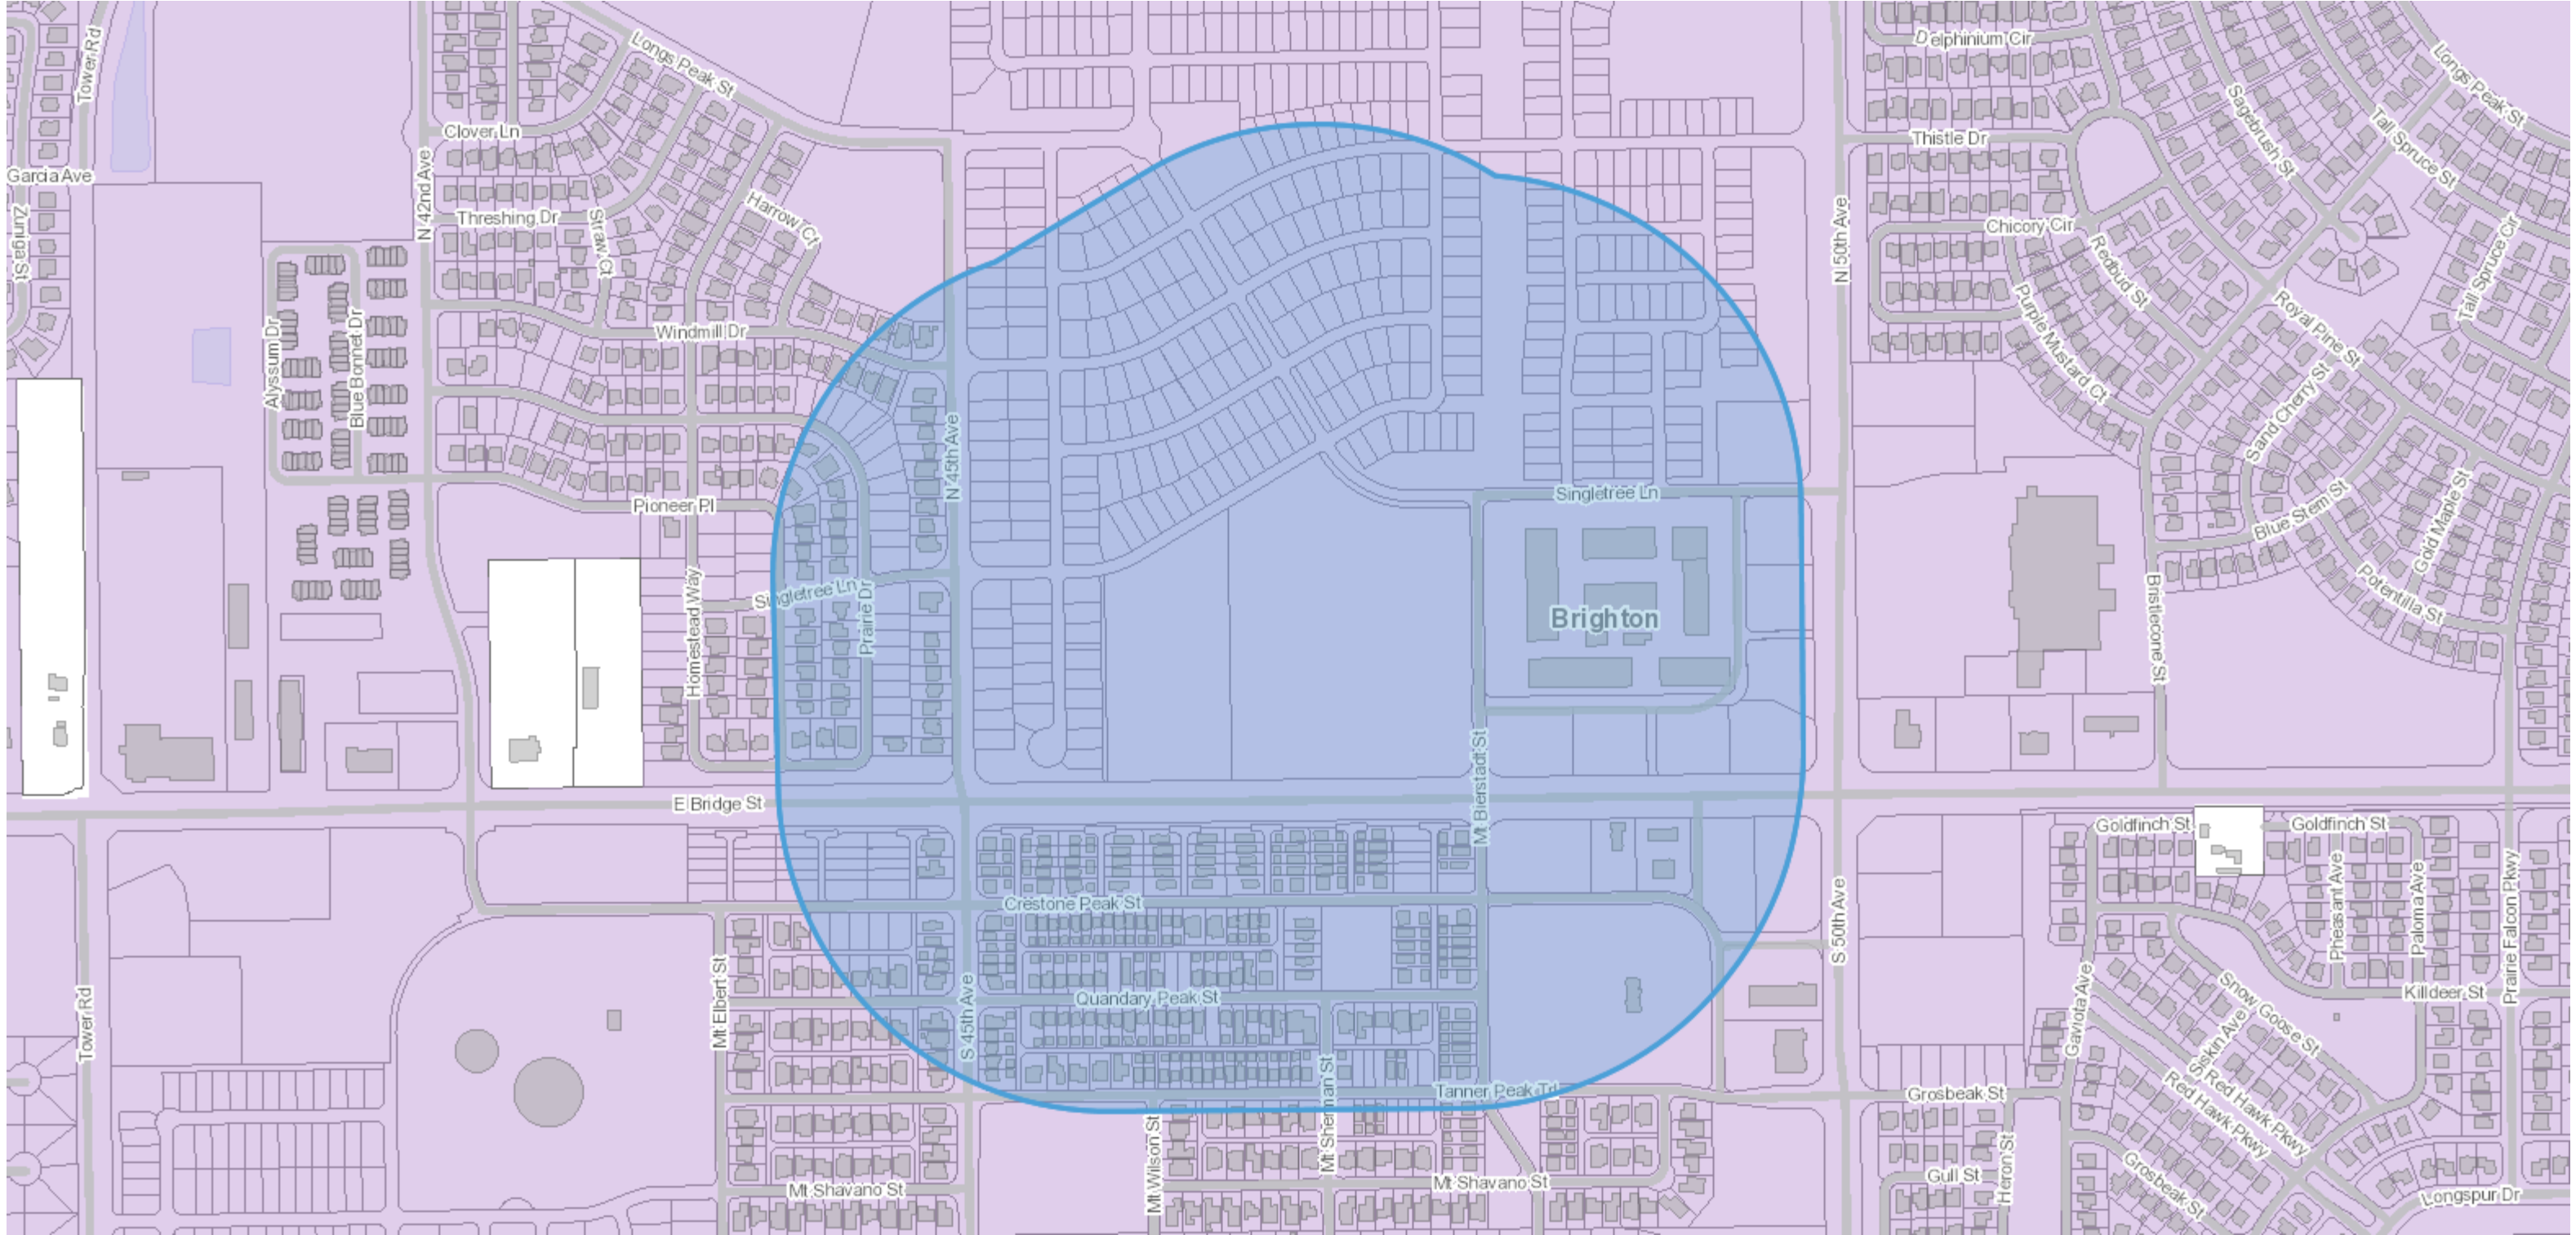 Tower Rd
Longs Peak St
Delphinium Cir
Longs Peak St
Clover Ln
Sagebrush St
Tall Spruce St
Thistle Dr
Garcia Ave
N 42nd Ave
Zuniga St
Threshing Dr
Straw Ct
Harrow Ct
N 50th Ave
Chicory Cir
Redbud St
Tall Spruce Cir
Alyssum Dr
Blue Bonnet Dr
Windmill Dr
Purple Mustard Ct
Royal Pine St
Sand Cherry St
N 45th Ave
Pioneer Pl
Singletree Ln
Blue Stem St
Gold Maple St
Homestead Way
Singletree Ln
Prairie Dr
Brighton
Bristlecone St
Potentilla St
Mt Bierstadt St
E Bridge St
Goldfinch St
Goldfinch St
Crestone Peak St
S 50th Ave
Pheasant Ave
Paloma Ave
Prairie Falcon Pkwy
Tower Rd
Mt Elbert St
S 45th Ave
Quandary Peak St
Gaviota Ave
Snow Goose St
Killdeer St
Siskin Ave
Mt Sherman St
Tanner Peak Trl
Grosbeak St
Red Hawk Pkwy
Red Hawk Pkwy
Mt Wilson St
Heron St
Mt Shavano St
Mt Shavano St
Gull St
Grosbeak St
Longspur Dr